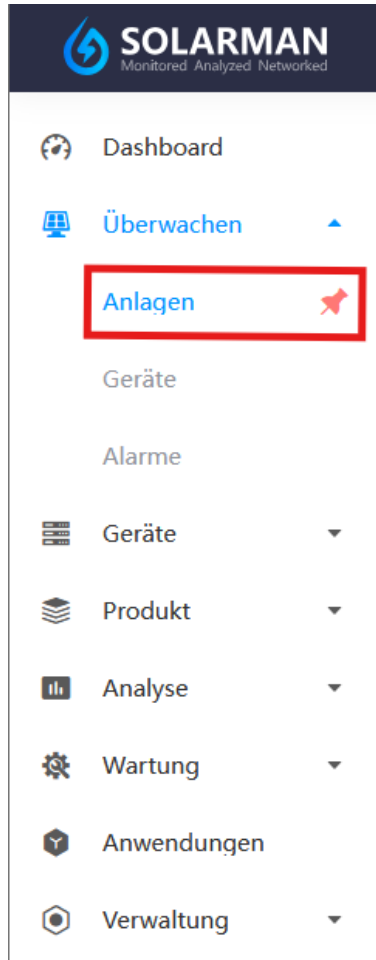 SOLARMAN
Monitored Analyzed Networked
Dashboard
Überwachen
Anlagen
Geräte
Alarme
Geräte
Produkt
Analyse
Wartung
Anwendungen
Verwaltung